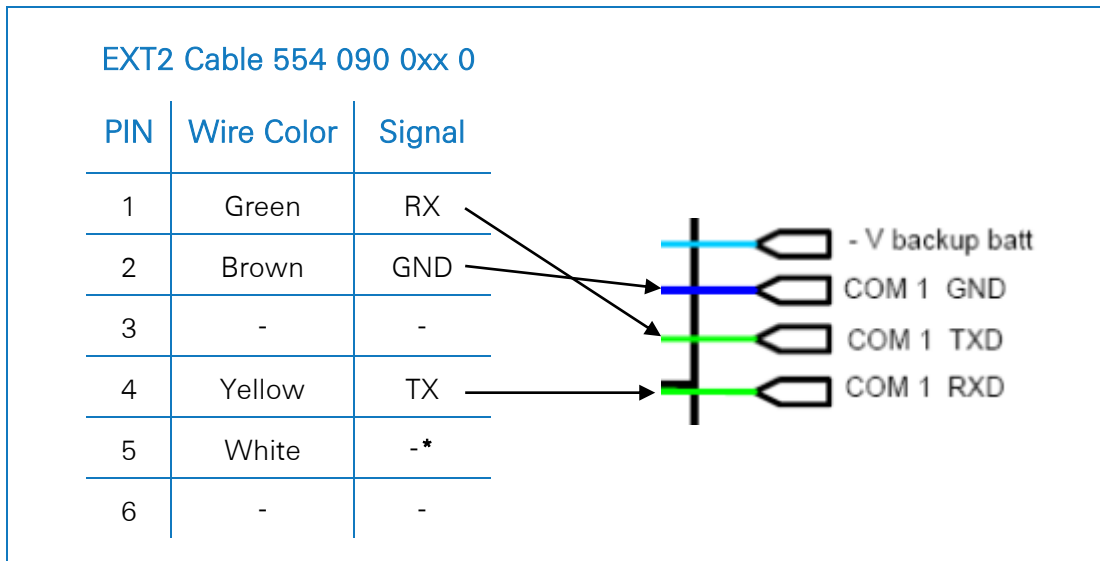 EXT2 Cable 554 090 0xx 0
PIN Wire Color Signal
1 Green RX
2 Brown GND
3 - -
4 Yellow TX
5 White -*
6 - -
- V backup batt
COM 1 GND
COM 1 TXD
COM 1 RXD